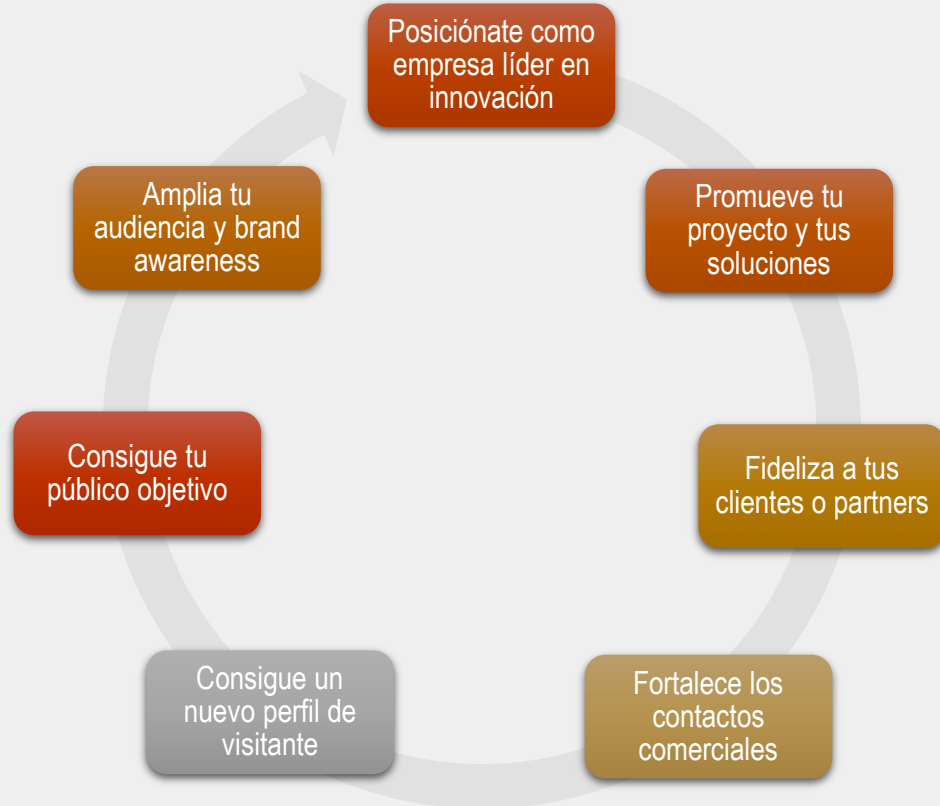 Posiciónate como
empresa líder en
innovación
Promueve tu
proyecto y tus
soluciones
Fideliza a tus
clientes o partners
Fortalece los
contactos
comerciales
Consigue un
nuevo perfil de
visitante
Consigue tu
público objetivo
Amplia tu
audiencia y brand
awareness